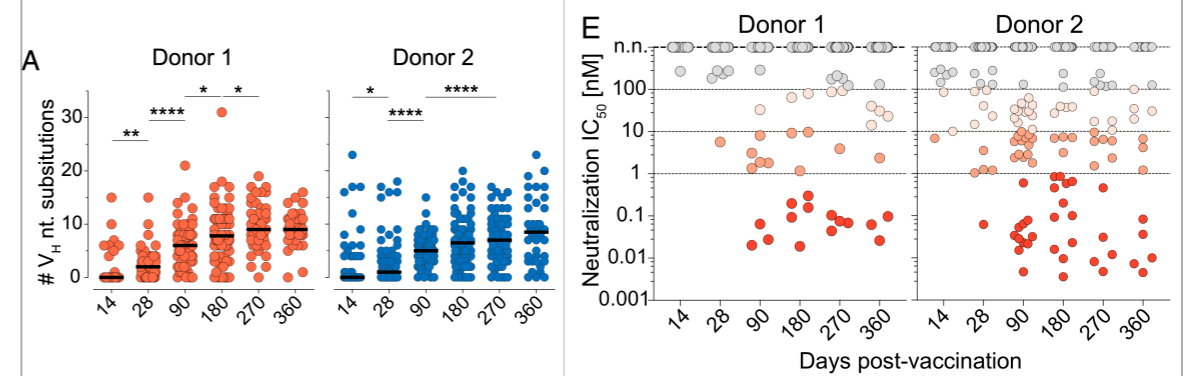 A
Donor 1
Donor 2
# VH nt. subsitutions
30
20
10
0
** **** * *
* **** ****
14 28 90 180 270 360
14 28 90 180 270 360
E
Donor 1
Donor 2
Neutralization IC50 [nM]
n.n.
100
10
1
0.1
0.01
0.001
14 28 90 180 270 360
14 28 90 180 270 360
Days post-vaccination